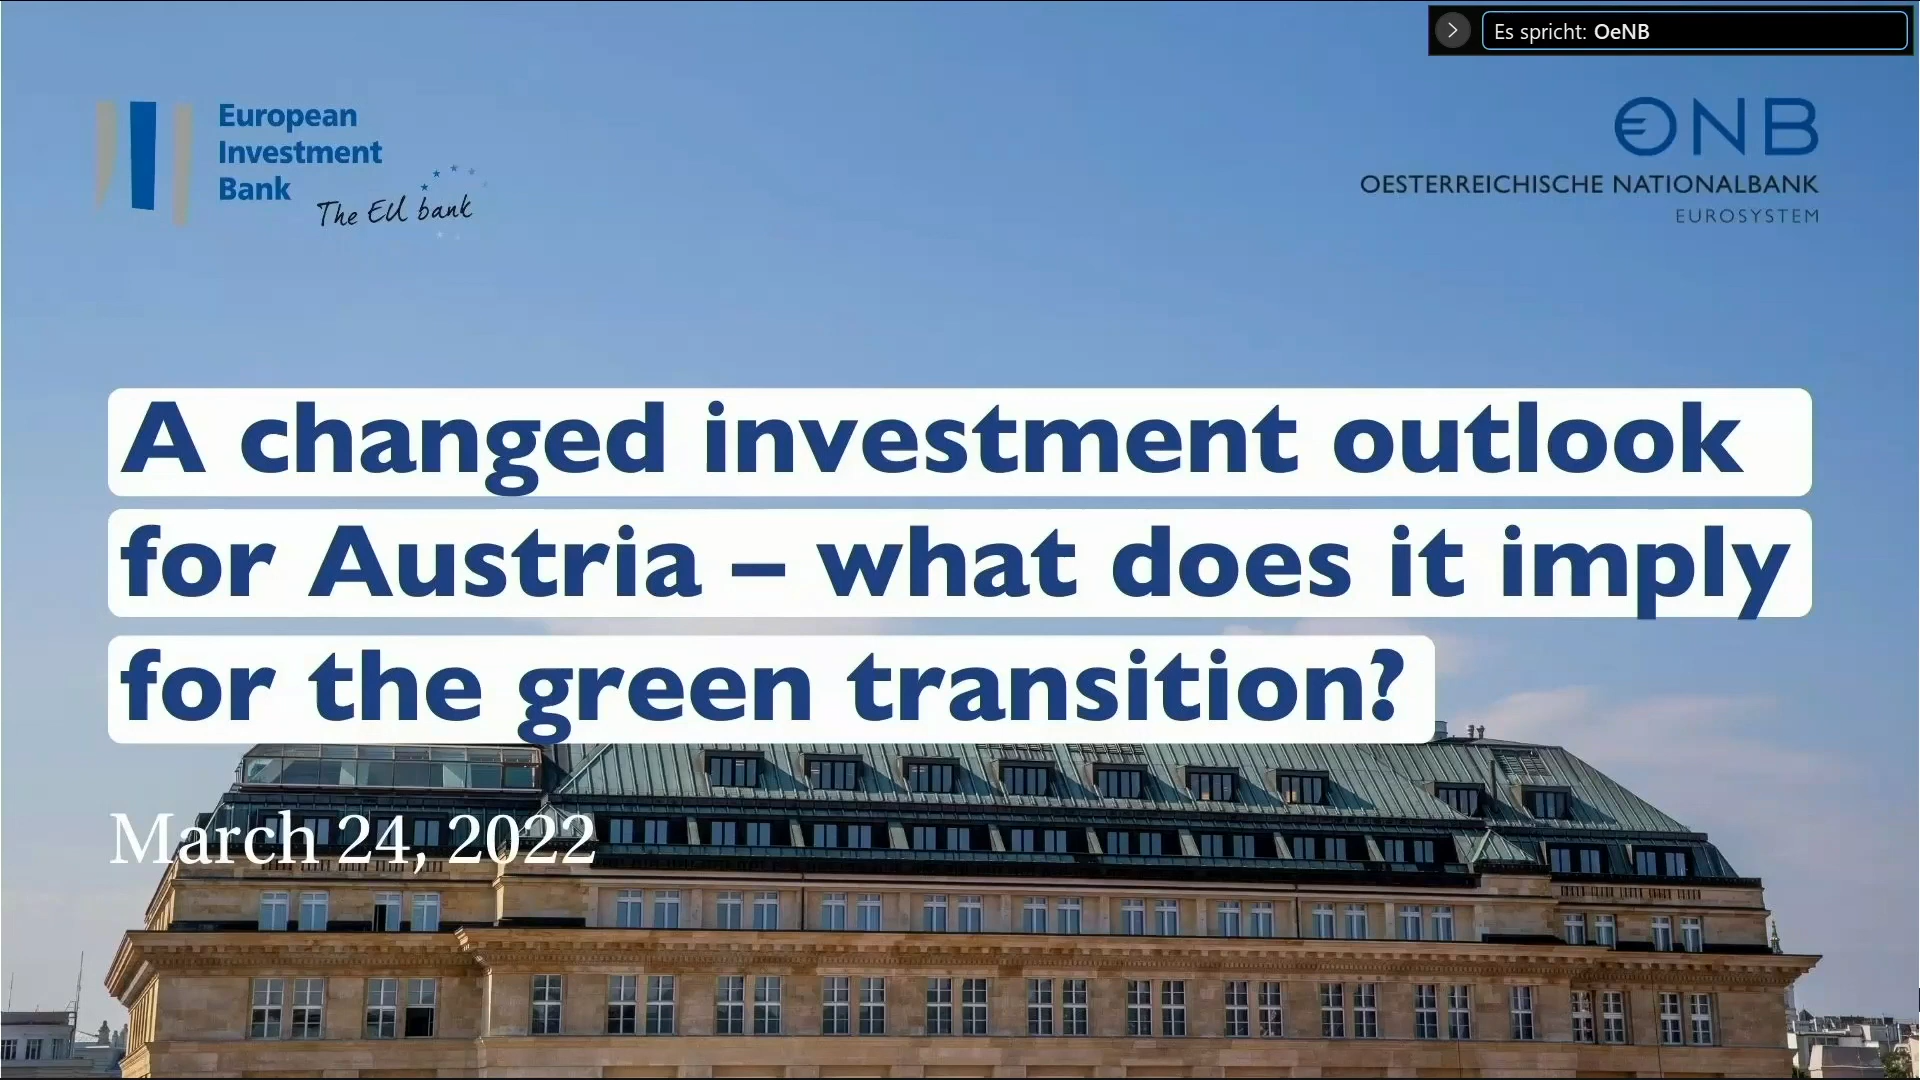 Es spricht: OeNB
European
Investment
Bank
The EU bank
ONB
OESTERREICHISCHE NATIONALBANK
EUROSYSTEM
A changed investment outlook
for Austria – what does it imply
for the green transition?
March 24, 2022